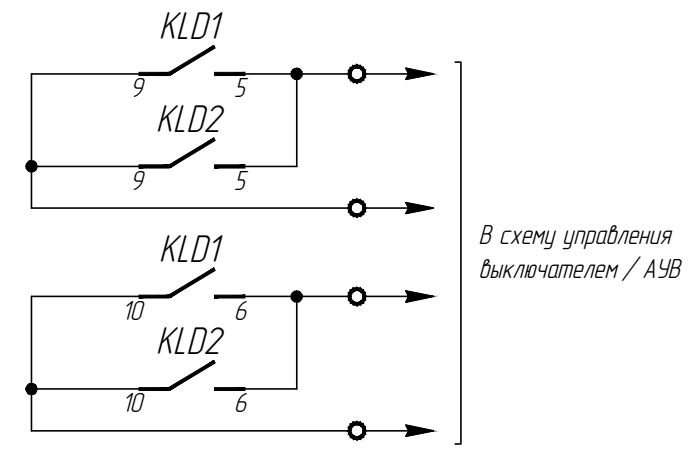 KLD1
9 5
KLD2
9 5
KLD1
10 6
KLD2
10 6
В схему управления
выключателем / АУВ